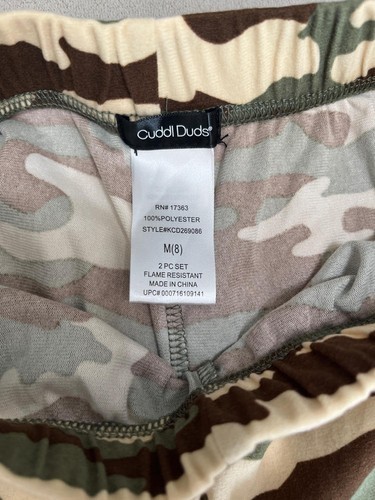 Cuddl Duds®
RN# 17363
100%POLYESTER
STYLE#KCD269086
M(8)
2 PC SET
FLAME RESISTANT
MADE IN CHINA
UPC# 000716109141